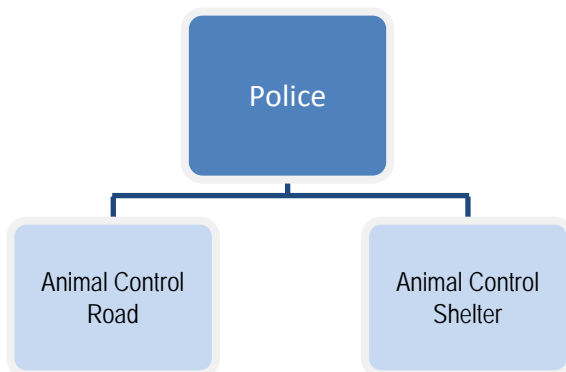 Police
Animal Control
Road
Animal Control
Shelter